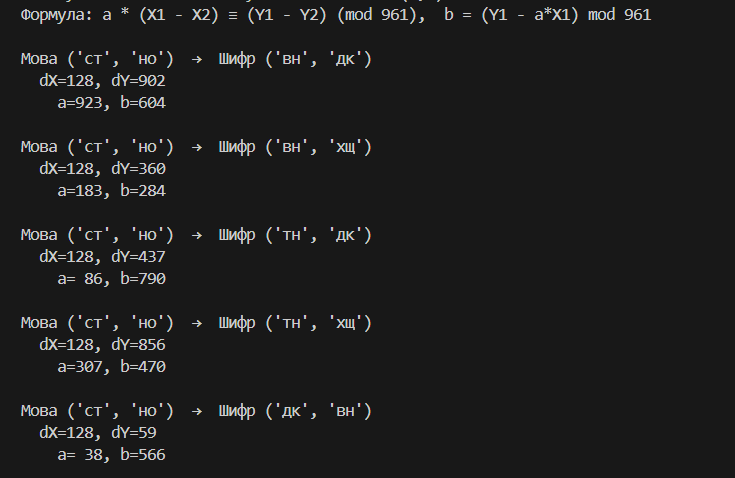 Формула: a * (X1 - X2) ≡ (Y1 - Y2) (mod 961),  b = (Y1 - a*X1) mod 961
Мова ('ст', 'но')  →  Шифр ('вн', 'дк')
dX=128, dY=902
a=923, b=604
Мова ('ст', 'но')  →  Шифр ('вн', 'хщ')
dX=128, dY=360
a=183, b=284
Мова ('ст', 'но')  →  Шифр ('тн', 'дк')
dX=128, dY=437
a= 86, b=790
Мова ('ст', 'но')  →  Шифр ('тн', 'хщ')
dX=128, dY=856
a=307, b=470
Мова ('ст', 'но')  →  Шифр ('дк', 'вн')
dX=128, dY=59
a= 38, b=566